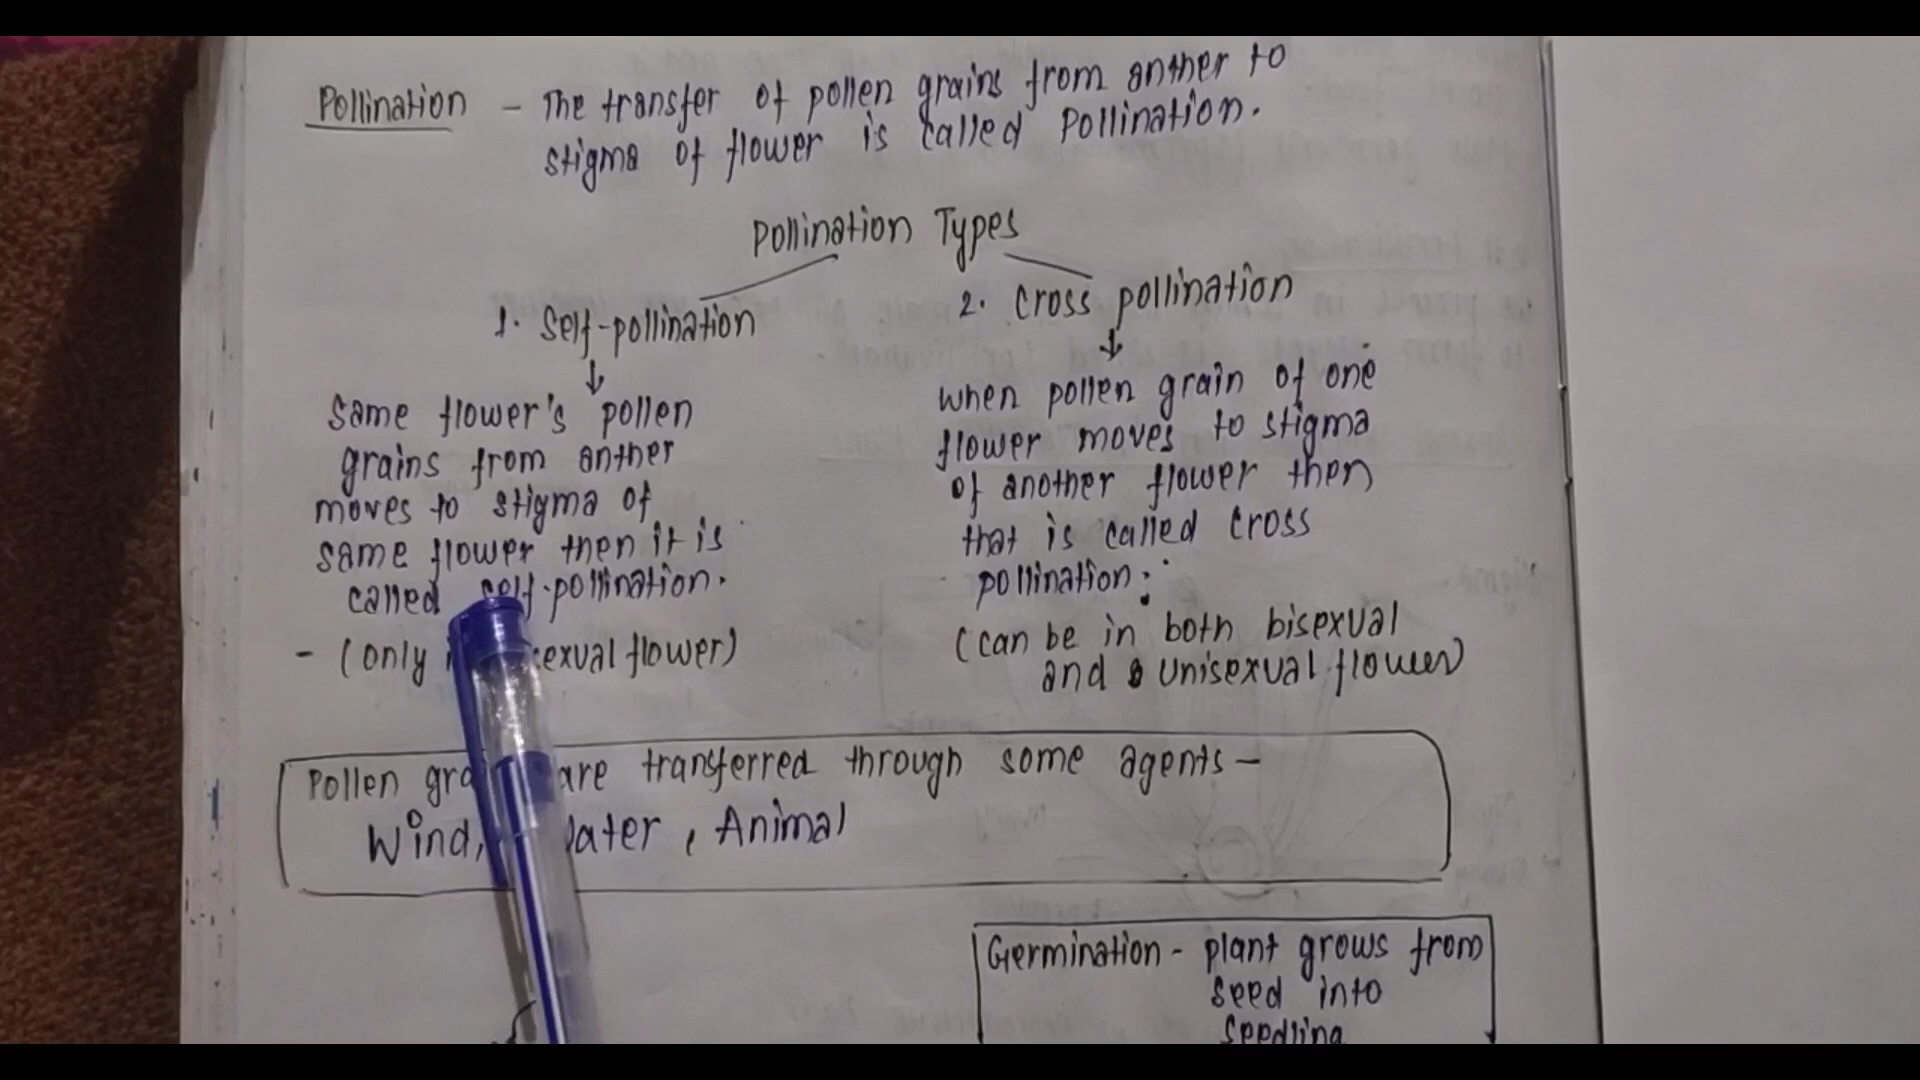 Pollination - The transfer of pollen grains from anther to
stigma of flower is called Pollination.
Pollination Types
1. Self-pollination
↓
Same flower's pollen
grains from anther
moves to stigma of
same flower then it is
called self-pollination.
- (only exual flower)
2. Cross pollination
↓
when pollen grain of one
flower moves to stigma
of another flower then
that is called cross
pollination:
(can be in both bisexual
and unisexual flower)
Pollen are transferred through some agents -
Wind, ater, Animal
Germination - plant grows from
seed into
seedling